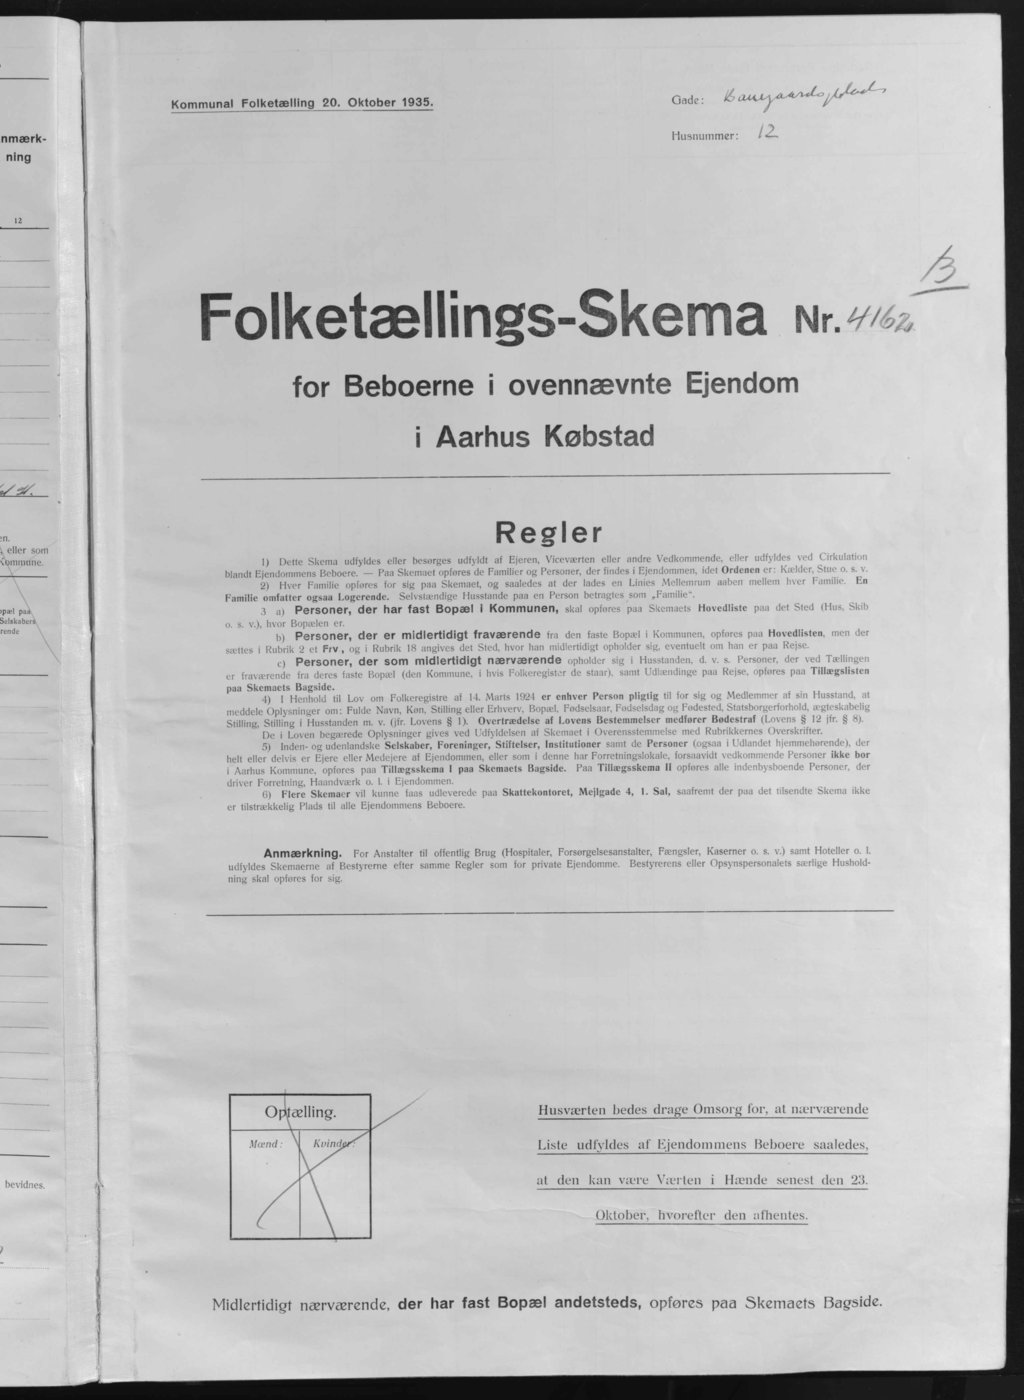 nmærk-
ning
12
en.
eller som
Kommune.
opæl paa
Selskabers
rende
bevidnes.
Kommunal Folketælling 20. Oktober 1935.
Gade: Banegaardsplads
Husnummer: 12
B
Folketællings-Skema Nr. 4162
for Beboerne i ovennævnte Ejendom
i Aarhus Købstad
Regler
1) Dette Skema udfyldes eller besørges udfyldt af Ejeren, Viceværten eller andre Vedkommende, eller udfyldes ved Cirkulation
blandt Ejendommens Beboere. — Paa Skemaet opføres de Familier og Personer, der findes i Ejendommen, idet Ordenen er: Kælder, Stue o. s. v.
2) Hver Familie opføres for sig paa Skemaet, og saaledes at der lades en Linies Mellemrum aaben mellem hver Familie. En
Familie omfatter ogsaa Logerende. Selvstændige Husstande paa en Person betragtes som „Familie".
3 a) Personer, der har fast Bopæl i Kommunen, skal opføres paa Skemaets Hovedliste paa det Sted (Hus, Skib
o. s. v.), hvor Bopælen er.
b) Personer, der er midlertidigt fraværende fra den faste Bopæl i Kommunen, opføres paa Hovedlisten, men der
sættes i Rubrik 2 et Frv., og i Rubrik 18 angives det Sted, hvor han midlertidigt opholder sig, eventuelt om han er paa Rejse.
c) Personer, der som midlertidigt nærværende opholder sig i Husstanden, d. v. s. Personer, der ved Tællingen
er fraværende fra deres faste Bopæl (den Kommune, i hvis Folkeregister de staar), samt Udlændinge paa Rejse, opføres paa Tillægslisten
paa Skemaets Bagside.
4) I Henhold til Lov om Folkeregistre af 14. Marts 1924 er enhver Person pligtig til for sig og Medlemmer af sin Husstand, at
meddele Oplysninger om: Fulde Navn, Køn, Stilling eller Erhverv, Bopæl, Fødselsaar, Fødselsdag og Fødested, Statsborgerforhold, ægteskabelig
Stilling, Stilling i Husstanden m. v. (jfr. Lovens § 1). Overtrædelse af Lovens Bestemmelser medfører Bødestraf (Lovens § 12 jfr. § 8).
De i Loven begærede Oplysninger gives ved Udfyldelsen af Skemaet i Overensstemmelse med Rubrikkernes Overskrifter.
5) Inden- og udenlandske Selskaber, Foreninger, Stiftelser, Institutioner samt de Personer (ogsaa i Udlandet hjemmehørende), der
helt eller delvis er Ejere eller Medejere af Ejendommen, eller som i denne har Forretningslokale, forsaavidt vedkommende Personer ikke bor
i Aarhus Kommune, opføres paa Tillægsskema I paa Skemaets Bagside. Paa Tillægsskema II opføres alle indenbysboende Personer, der
driver Forretning, Haandværk o. l. i Ejendommen.
6) Flere Skemaer vil kunne faas udleverede paa Skattekontoret, Mejlgade 4, 1. Sal, saafremt der paa det tilsendte Skema ikke
er tilstrækkelig Plads til alle Ejendommens Beboere.
Anmærkning. For Anstalter til offentlig Brug (Hospitaler, Forsørgelsesanstalter, Fængsler, Kaserner o. s. v.) samt Hoteller o. l.
udfyldes Skemaerne af Bestyrerne efter samme Regler som for private Ejendomme. Bestyrerens eller Opsynspersonalets særlige Hushold-
ning skal opføres for sig.
Optælling.
Mænd: Kvinder:
Husværten bedes drage Omsorg for, at nærværende
Liste udfyldes af Ejendommens Beboere saaledes,
at den kan være Værten i Hænde senest den 23.
Oktober, hvorefter den afhentes.
Midlertidigt nærværende, der har fast Bopæl andetsteds, opføres paa Skemaets Bagside.